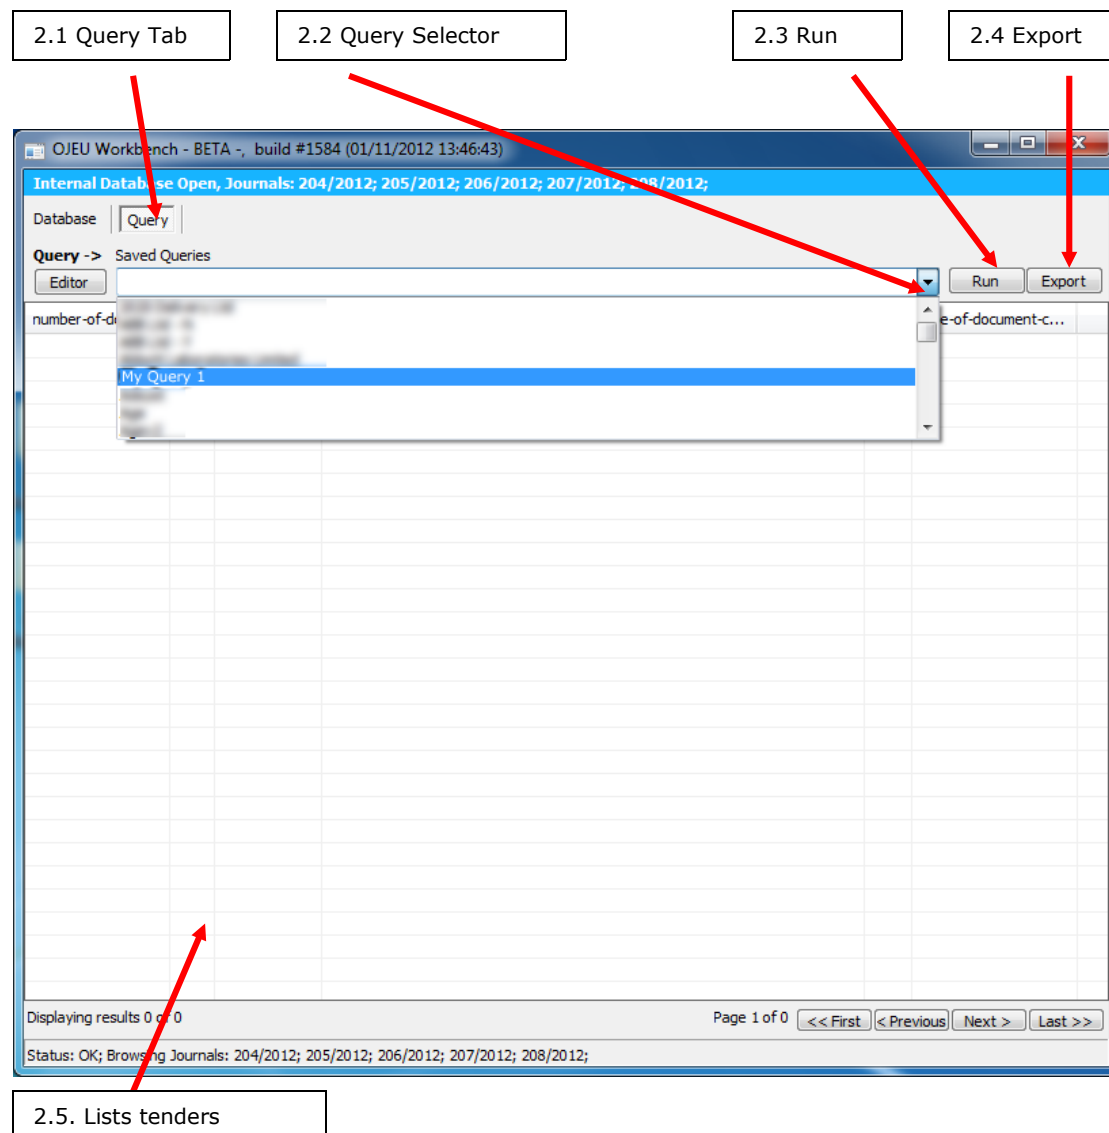 2.1 Query Tab
2.2 Query Selector
2.3 Run
2.4 Export
OJEU Workbench - BETA -, build #1584 (01/11/2012 13:46:43)
Internal Database Open, Journals: 204/2012; 205/2012; 206/2012; 207/2012; 208/2012;
Database Query
Query -> Saved Queries
Editor Run Export
number-of-d e-of-document-c...
My Query 1
Displaying results 0 of 0 Page 1 of 0 << First < Previous Next > Last >>
Status: OK; Browsing Journals: 204/2012; 205/2012; 206/2012; 207/2012; 208/2012;
2.5. Lists tenders